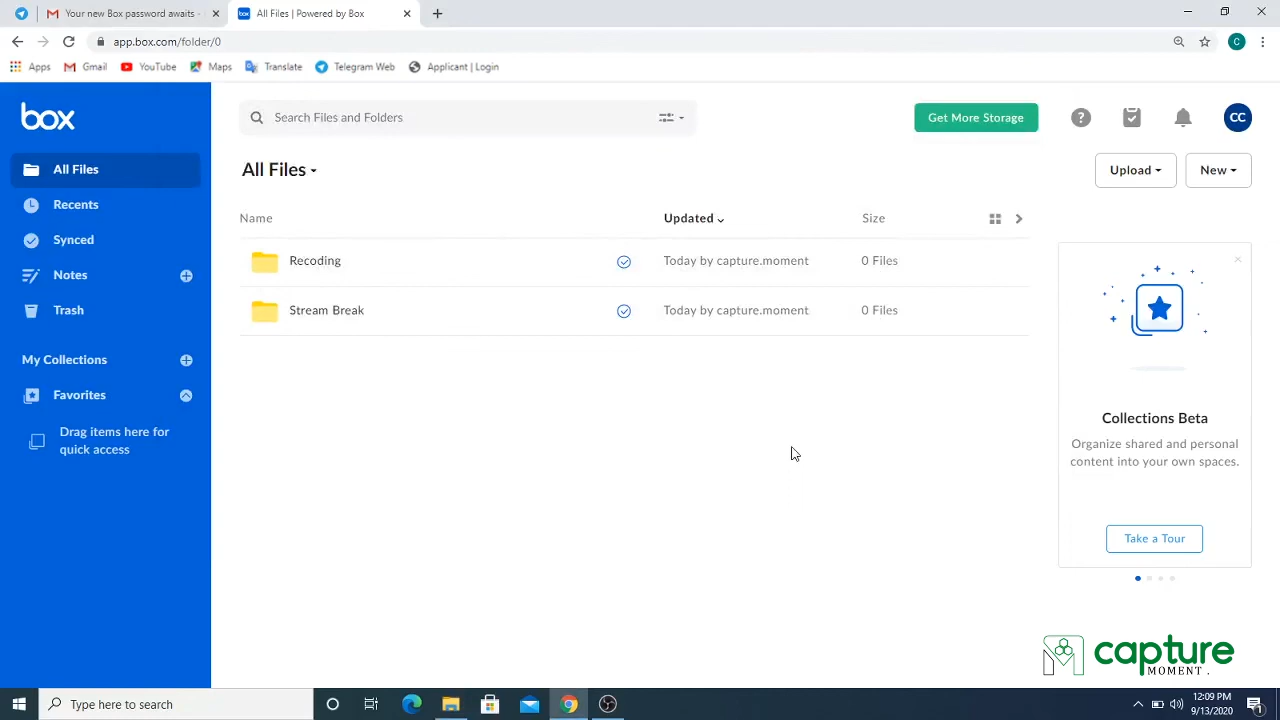 Your new Box password awaits -
All Files | Powered by Box
app.box.com/folder/0
Apps
Gmail
YouTube
Maps
Translate
Telegram Web
Applicant | Login
box
Search Files and Folders
Get More Storage
CC
All Files
Recents
Synced
Notes
Trash
My Collections
Favorites
Drag items here for
quick access
All Files
Upload
New
Name
Updated
Size
Recoding
Today by capture.moment
0 Files
Stream Break
Today by capture.moment
0 Files
Collections Beta
Organize shared and personal
content into your own spaces.
Take a Tour
capture
MOMENT.
Type here to search
12:09 PM
9/13/2020